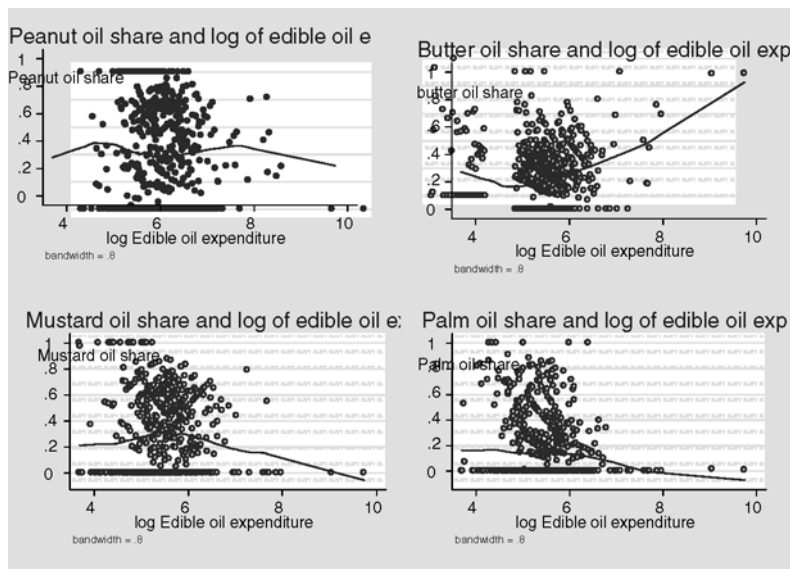 Peanut oil share and log of edible oil e
Peanut oil share
1
.8
.6
.4
.2
0
4 6 8 10
log Edible oil expenditure
bandwidth = .8
Butter oil share and log of edible oil exp
butter oil share
1
.8
.6
.4
.2
0
4 6 8 10
log Edible oil expenditure
bandwidth = .8
Mustard oil share and log of edible oil e
Mustard oil share
1
.8
.6
.4
.2
0
4 6 8 10
log Edible oil expenditure
bandwidth = .8
Palm oil share and log of edible oil exp
Palm oil share
1
.8
.6
.4
.2
0
4 6 8 10
log Edible oil expenditure
bandwidth = .8